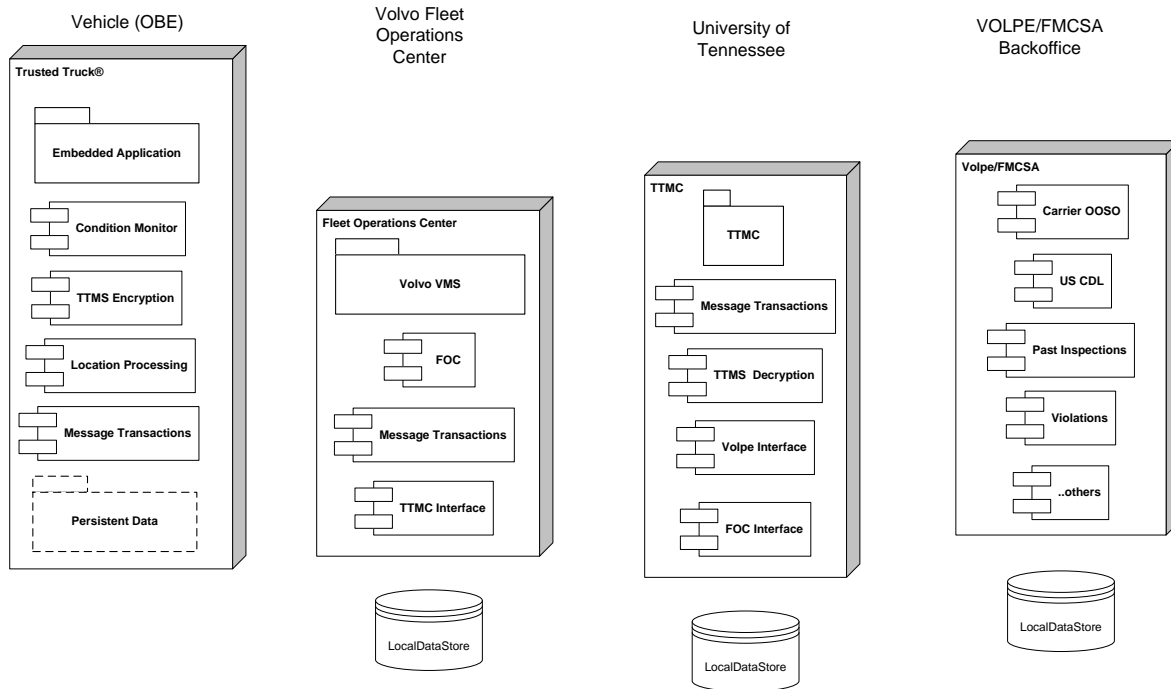 Vehicle (OBE)
Volvo Fleet
Operations
Center
University of
Tennessee
VOLPE/FMCSA
Backoffice
Trusted Truck®
Embedded Application
Condition Monitor
TTMS Encryption
Location Processing
Message Transactions
Persistent Data
Fleet Operations Center
Volvo VMS
FOC
Message Transactions
TTMC Interface
LocalDataStore
TTMC
TTMC
Message Transactions
TTMS Decryption
Volpe Interface
FOC Interface
LocalDataStore
Volpe/FMCSA
Carrier OOSO
US CDL
Past Inspections
Violations
..others
LocalDataStore